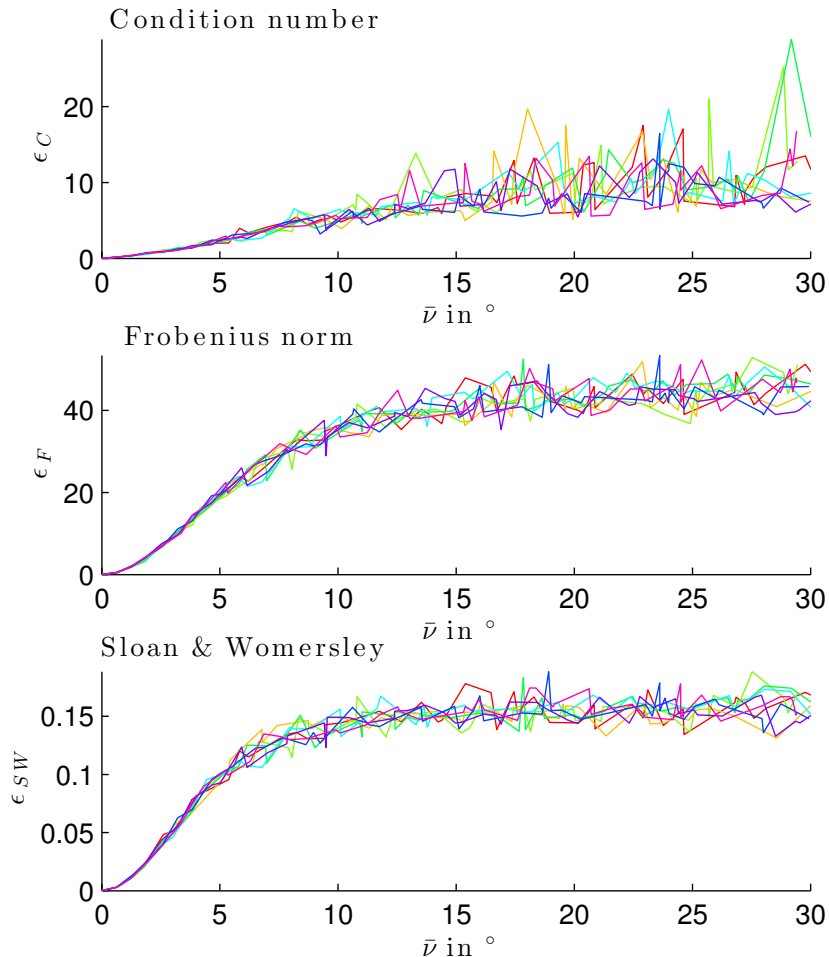 Condition number
20
10
0
ϵ_C
0 5 10 15 20 25 30
ν̄ in °
Frobenius norm
40
20
0
ϵ_F
0 5 10 15 20 25 30
ν̄ in °
Sloan & Womersley
0.15
0.1
0.05
0
ϵ_SW
0 5 10 15 20 25 30
ν̄ in °